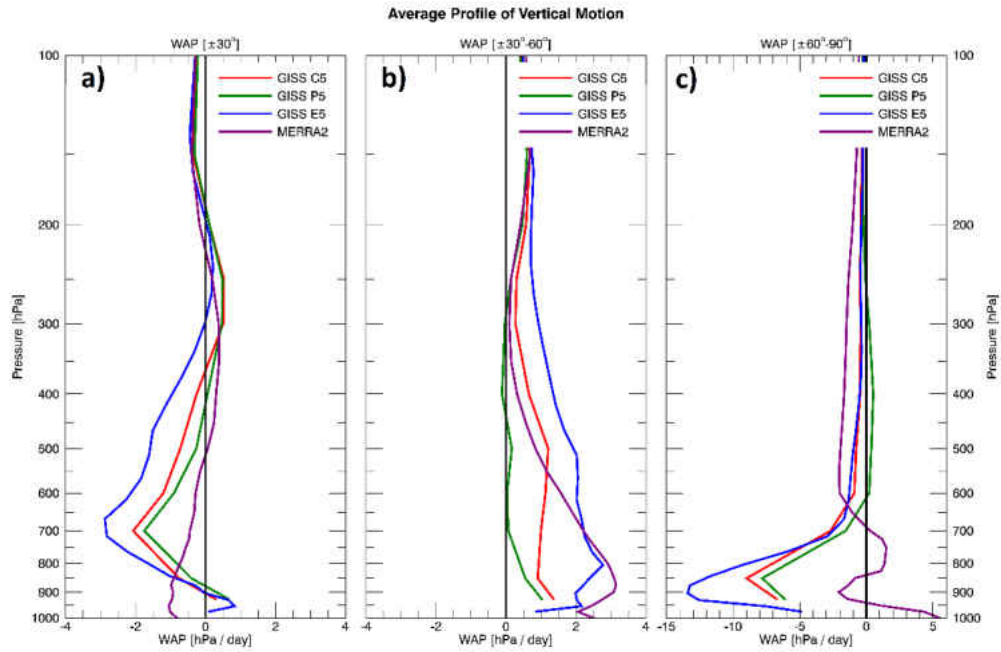 Average Profile of Vertical Motion
WAP [±30°]
WAP [±30°-60°]
WAP [±60°-90°]
a)
GISS C5
GISS P5
GISS E5
MERRA2
b)
GISS C5
GISS P5
GISS E5
MERRA2
c)
GISS C5
GISS P5
GISS E5
MERRA2
Pressure [hPa]
100
200
300
400
500
600
700
800
900
1000
Pressure [hPa]
100
200
300
400
500
600
700
800
900
1000
-4 -2 0 2 4
-4 -2 0 2 4
-15 -10 -5 0 5
WAP [hPa / day]
WAP [hPa / day]
WAP [hPa / day]